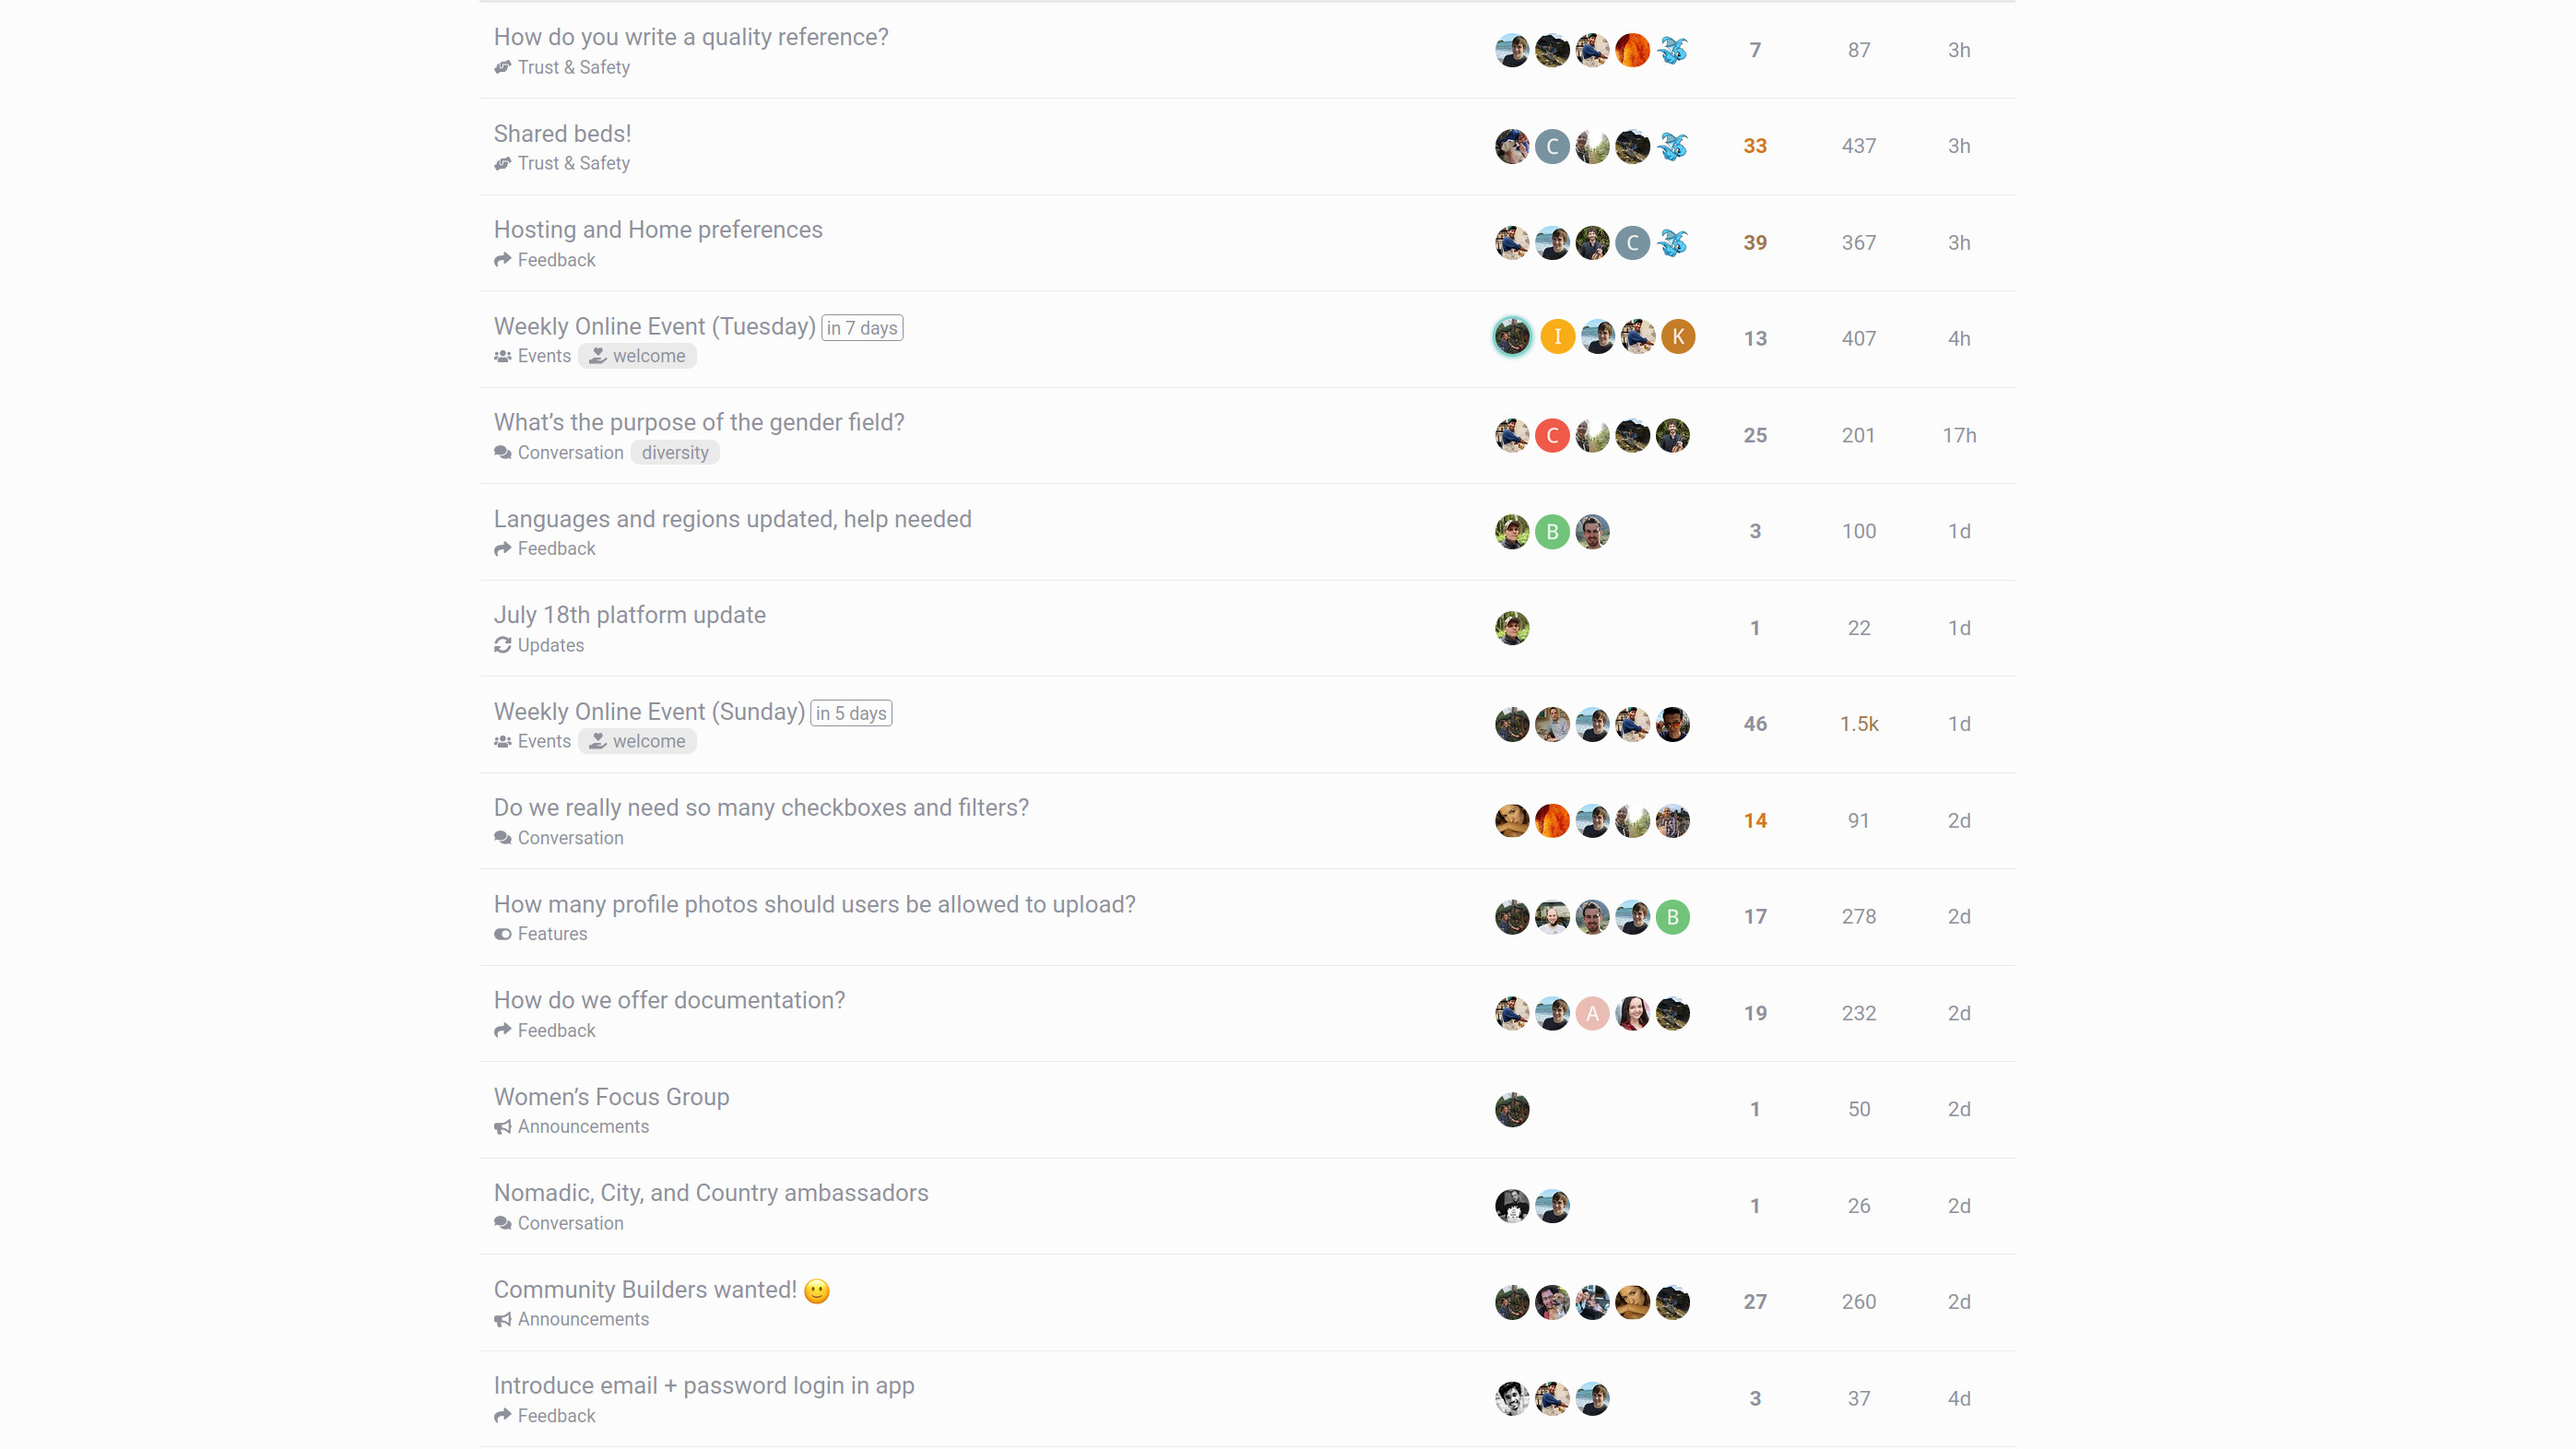 How do you write a quality reference? 7 87 3h
Trust & Safety
Shared beds! C 33 437 3h
Trust & Safety
Hosting and Home preferences C 39 367 3h
Feedback
Weekly Online Event (Tuesday) in 7 days I K 13 407 4h
Events welcome
What’s the purpose of the gender field? C 25 201 17h
Conversation diversity
Languages and regions updated, help needed B 3 100 1d
Feedback
July 18th platform update 1 22 1d
Updates
Weekly Online Event (Sunday) in 5 days 46 1.5k 1d
Events welcome
Do we really need so many checkboxes and filters? 14 91 2d
Conversation
How many profile photos should users be allowed to upload? B 17 278 2d
Features
How do we offer documentation? A 19 232 2d
Feedback
Women’s Focus Group 1 50 2d
Announcements
Nomadic, City, and Country ambassadors 1 26 2d
Conversation
Community Builders wanted! 🙂 27 260 2d
Announcements
Introduce email + password login in app 3 37 4d
Feedback